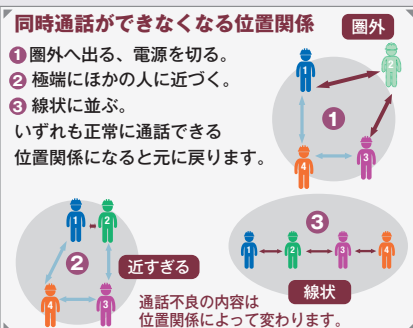 同時通話ができなくなる位置関係
❶圏外へ出る、電源を切る。
❷極端にほかの人に近づく。
❸線状に並ぶ。
いずれも正常に通話できる
位置関係になると元に戻ります。
圏外
1
2
❶
4
3
1
2
❷
近すぎる
4
3
通話不良の内容は
位置関係によって変わります。
❸
1
2
3
4
線状